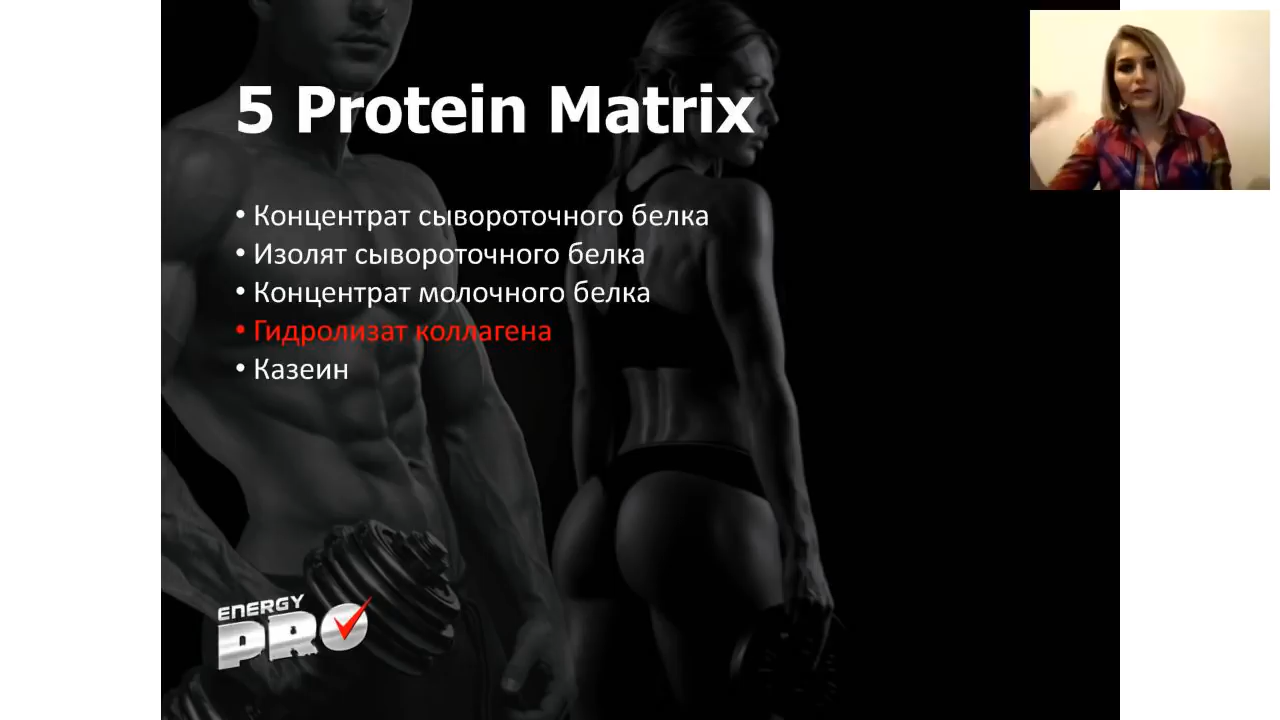 5 Protein Matrix
• Концентрат сывороточного белка
• Изолят сывороточного белка
• Концентрат молочного белка
• Гидролизат коллагена
• Казеин
ENERGY
PRO